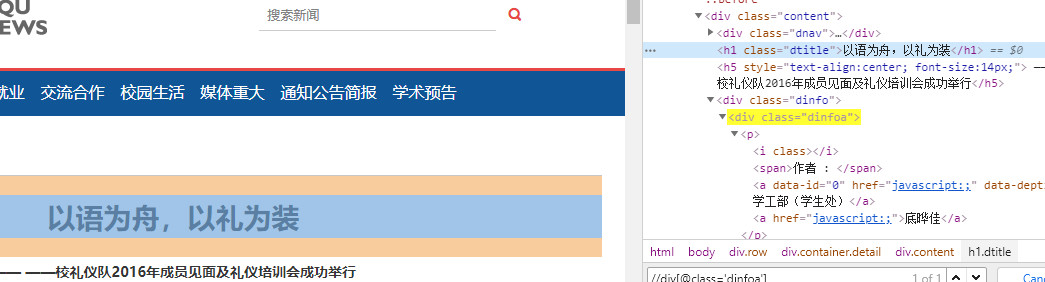 QU
EWS
搜索新闻
就业 交流合作 校园生活 媒体重大 通知公告简报 学术预告
以语为舟，以礼为装
—— ——校礼仪队2016年成员见面及礼仪培训会成功举行
::before
▼<div class="content">
▶<div class="dnav">…</div>
…<h1 class="dtitle">以语为舟，以礼为装</h1> == $0
<h5 style="text-align:center; font-size:14px;"> ——
校礼仪队2016年成员见面及礼仪培训会成功举行</h5>
▼<div class="dinfo">
▼<div class="dinfoa">
▼<p>
<i class></i>
<span>作者 : </span>
<a data-id="0" href="javascript:;" data-dept
学工部（学生处）</a>
<a href="javascript:;">底晔佳</a>
</p>
html body div.row div.container.detail div.content h1.dtitle
//div[@class='dinfoa'] 1 of 1 Canc